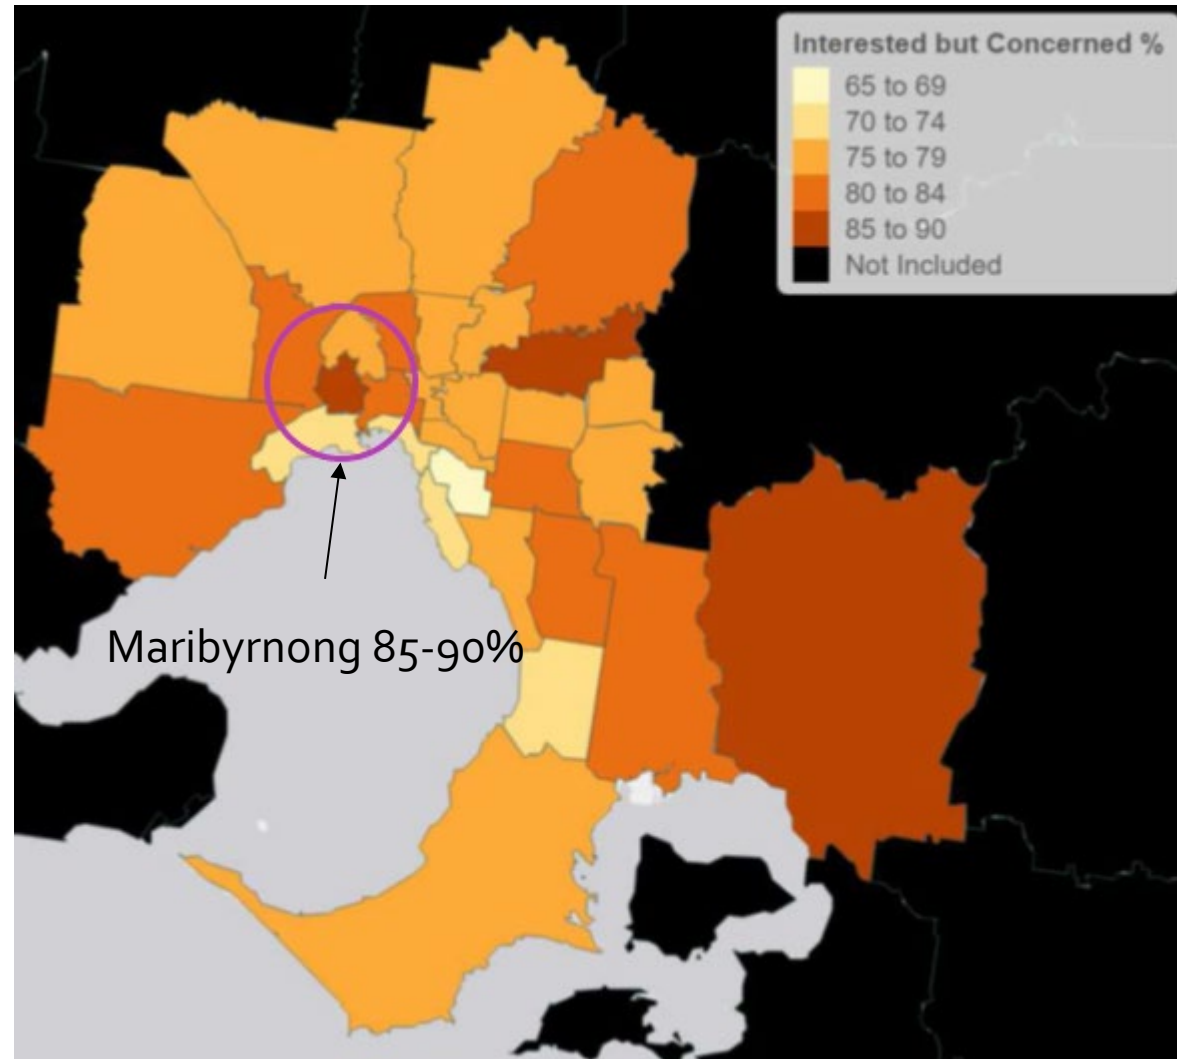 Interested but Concerned %
65 to 69
70 to 74
75 to 79
80 to 84
85 to 90
Not Included
Maribyrnong 85-90%